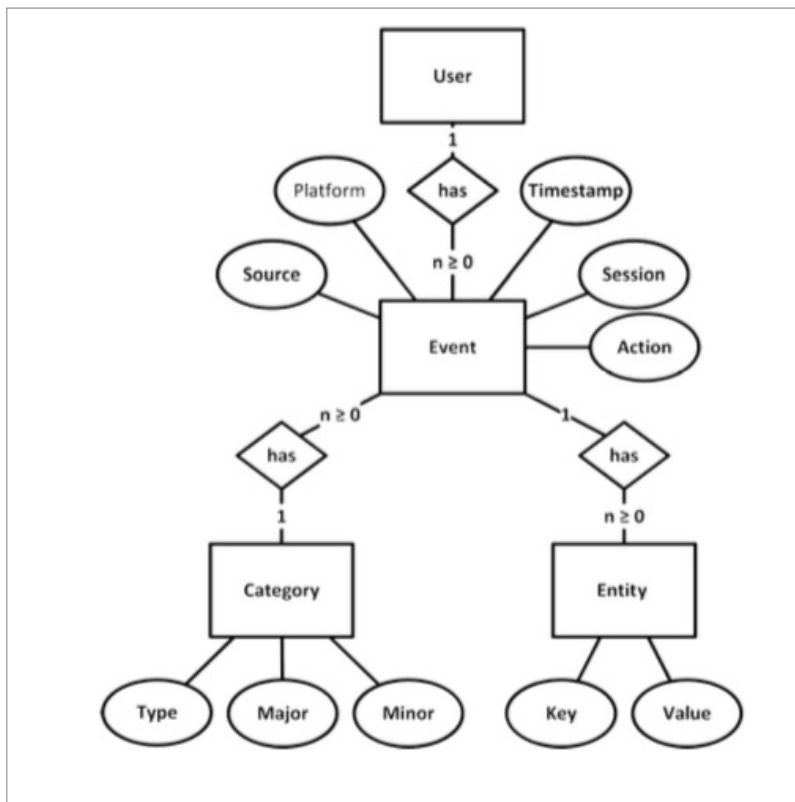 User
1
Platform
has
Timestamp
n ≥ 0
Source
Session
Event
Action
n ≥ 0
1
has
has
1
n ≥ 0
Category
Entity
Type
Major
Minor
Key
Value